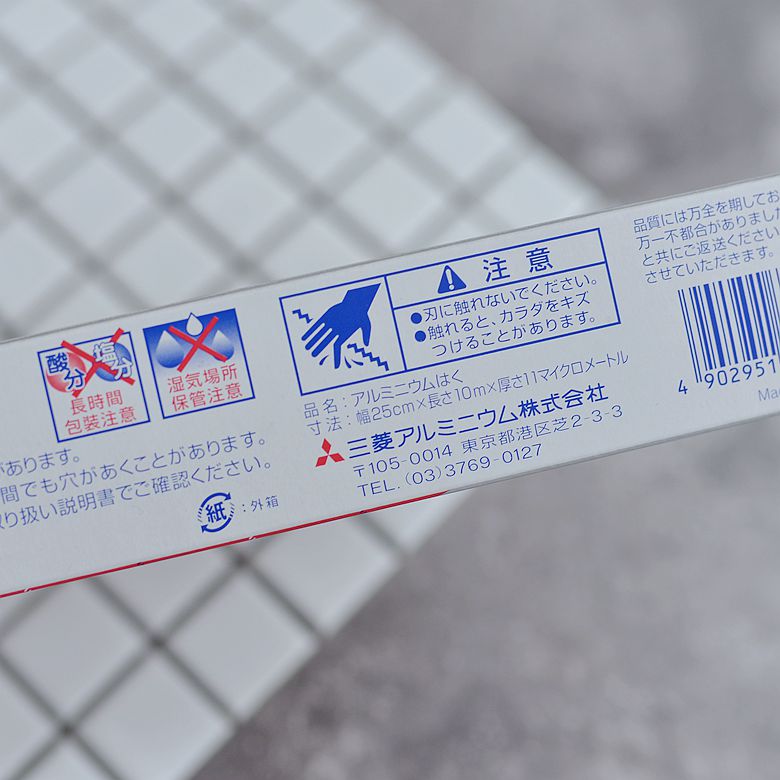 酸分
塩分
長時間
包装注意
湿気場所
保管注意
があります。
間でも穴があくことがあります。
取り扱い説明書でご確認ください。
紙
:外箱
注意
●刃に触れないでください。
●触れると、カラダをキズ
つけることがあります。
品名:アルミニウムはく
寸法:幅25cm×長さ10m×厚さ11マイクロメートル
三菱アルミニウム株式会社
〒105-0014 東京都港区芝2-3-3
TEL.(03)3769-0127
品質には万全を期してお
万一不都合がありました
と共にご返送ください
させていただきます。
4 902951
Ma